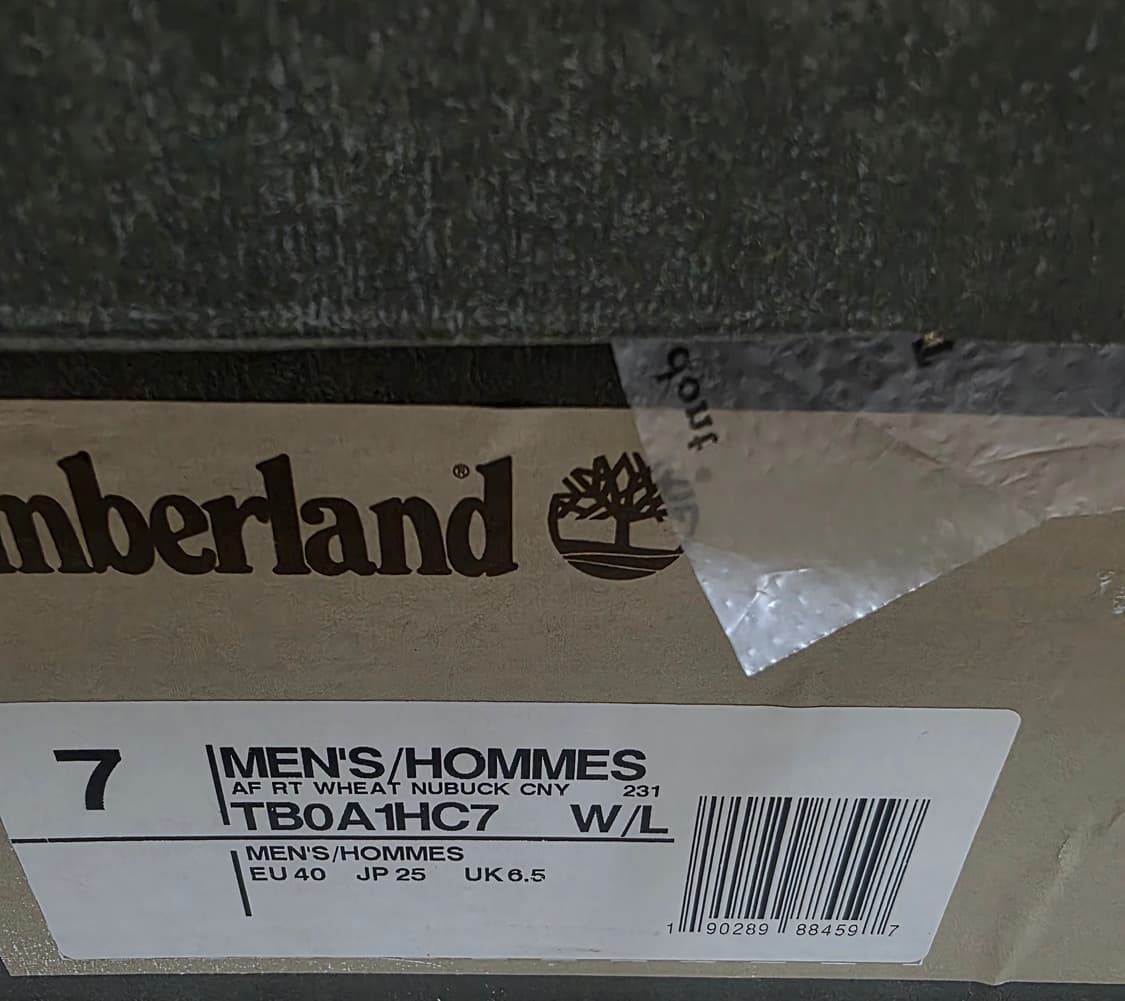 mberland®
7
MEN'S/HOMMES
AF RT WHEAT NUBUCK CNY 231
TB0A1HC7 W/L
MEN'S/HOMMES
EU 40 JP 25 UK 6.5
1 90289 88459 7